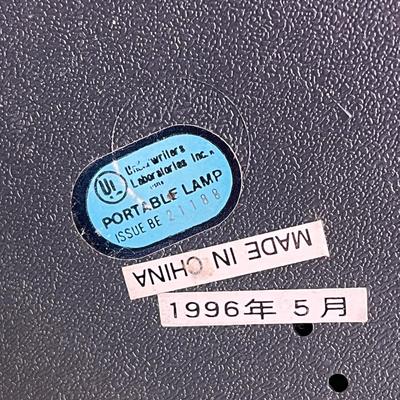 UL
Underwriters
Laboratories Inc.®
PORTABLE LAMP
ISSUE BE 21188
MADE IN CHINA
1996年 5月